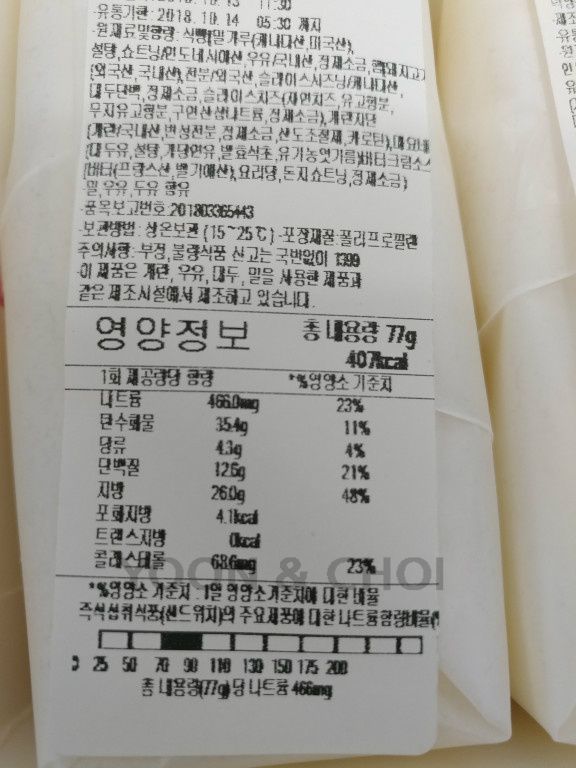 유통기한 2018.10.14 05:30 까지
-원재료및함량: 식빵[밀가루(캐나다산,미국산),
설탕,쇼트닝/인도네시아산,우유/국내산,정제소금,햄[돼지고기
(외국산,국내산),전분/외국산,슬라이스치즈
대두단백,정제소금,슬라이스치즈(자연치즈,유고형분,
무지유고형분,구연산삼나트륨,정제소금),계란지단
(계란/국내산,변성전분,정제소금,산도조절제,카로틴),마요네
(대두유,설탕,가당연유,발효식초,유가농엿기름)버터크림소스
[버터(프랑스산,벨기에산),요리당,돈지쇼트닝,정제소금)
밀,우유,두유 함유
-품목보고번호:201803365443
-보관방법: 상온보관 (15~25℃) -포장재질:폴리프로필렌
주의사항: 부정,불량식품 신고는 국번없이 1399
-이 제품은 계란, 우유, 대두, 밀을 사용한 제품과
같은 제조시설에서 제조하고 있습니다.
영양정보 총 내용량 77g
407kcal
1회 제공량당 함량 *%영양소 기준치
나트륨 466.0mg 23%
탄수화물 35.4g 11%
당류 4.3g 4%
단백질 12.6g 21%
지방 26.0g 48%
포화지방 4.1kcal
트랜스지방 0kcal
콜레스테롤 68.6mg 23%
YOON & CHOI
*%영양소 기준치 : 1일 영양소기준치에 대한 비율
즉석섭취식품(샌드위치)의 주요제품에 대한 나트륨함량비율(%
25 50 70 90 110 130 150 175 200
총 내용량(77g)당 나트륨 466mg